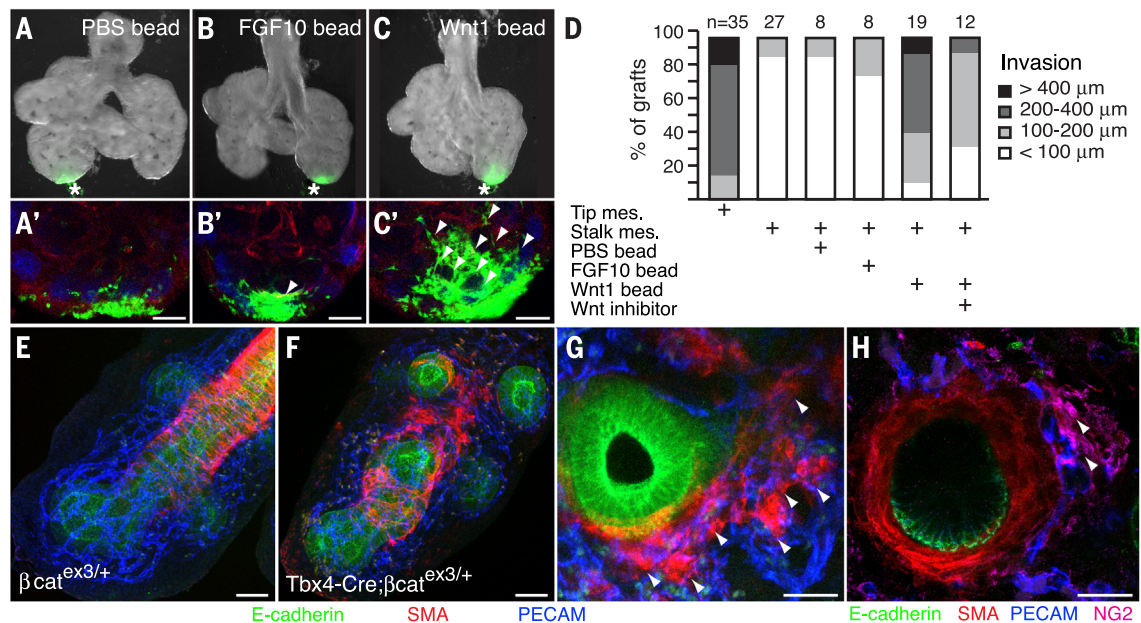 A PBS bead
B FGF10 bead
C Wnt1 bead
*
*
*
A'
B'
C'
D
n=35 27 8 8 19 12
% of grafts
100
80
60
40
20
Invasion
> 400 μm
200-400 μm
100-200 μm
< 100 μm
Tip mes. +
Stalk mes. + + + + +
PBS bead +
FGF10 bead +
Wnt1 bead + +
Wnt inhibitor +
E
βcat^ex3/+
F
Tbx4-Cre;βcat^ex3/+
G
H
E-cadherin SMA PECAM
E-cadherin SMA PECAM NG2